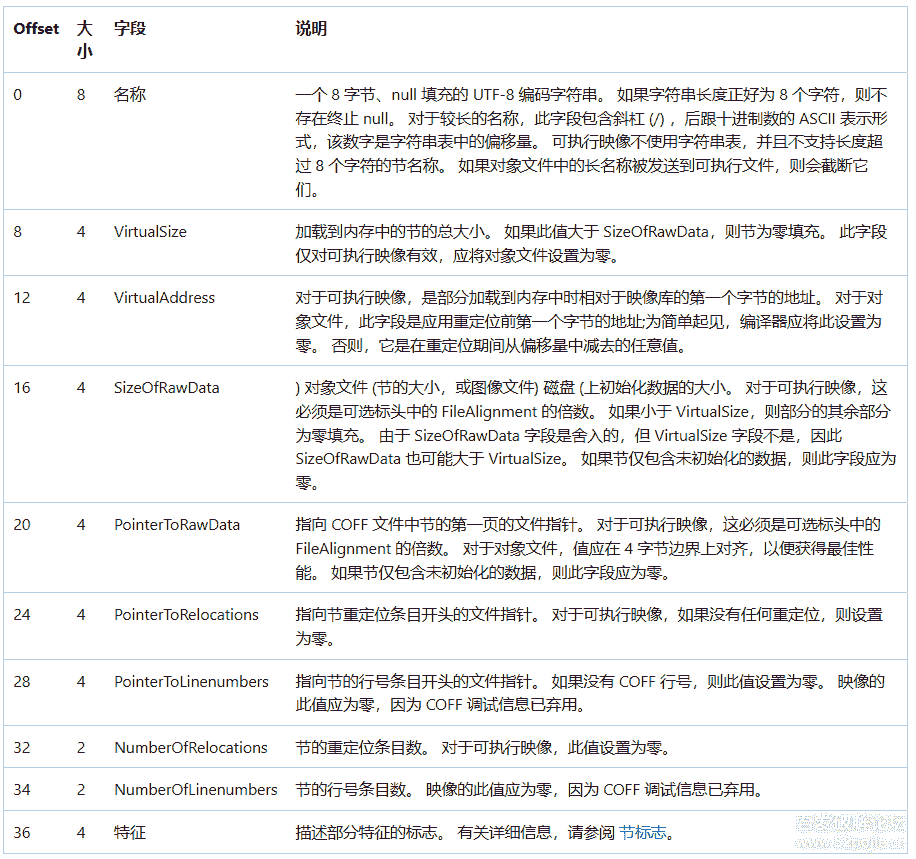 Offset 大小 字段 说明
0 8 名称 一个 8 字节、null 填充的 UTF-8 编码字符串。 如果字符串长度正好为 8 个字符，则不
存在终止 null。 对于较长的名称，此字段包含斜杠 (/) ，后跟十进制数的 ASCII 表示形
式，该数字是字符串表中的偏移量。 可执行映像不使用字符串表，并且不支持长度超
过 8 个字符的节名称。 如果对象文件中的长名称被发送到可执行文件，则会截断它
们。
8 4 VirtualSize 加载到内存中的节的总大小。 如果此值大于 SizeOfRawData，则节为零填充。 此字段
仅对可执行映像有效，应将对象文件设置为零。
12 4 VirtualAddress 对于可执行映像，是部分加载到内存中时相对于映像库的第一个字节的地址。 对于对
象文件，此字段是应用重定位前第一个字节的地址;为简单起见，编译器应将此设置为
零。 否则，它是在重定位期间从偏移量中减去的任意值。
16 4 SizeOfRawData ) 对象文件 (节的大小，或图像文件) 磁盘 (上初始化数据的大小。 对于可执行映像，这
必须是可选标头中的 FileAlignment 的倍数。 如果小于 VirtualSize，则部分的其余部分
为零填充。 由于 SizeOfRawData 字段是舍入的，但 VirtualSize 字段不是，因此
SizeOfRawData 也可能大于 VirtualSize。 如果节仅包含未初始化的数据，则此字段应为
零。
20 4 PointerToRawData 指向 COFF 文件中节的第一页的文件指针。 对于可执行映像，这必须是可选标头中的
FileAlignment 的倍数。 对于对象文件，值应在 4 字节边界上对齐，以便获得最佳性
能。 如果节仅包含未初始化的数据，则此字段应为零。
24 4 PointerToRelocations 指向节重定位条目开头的文件指针。 对于可执行映像，如果没有任何重定位，则设置
为零。
28 4 PointerToLinenumbers 指向节的行号条目开头的文件指针。 如果没有 COFF 行号，则此值设置为零。 映像的
此值应为零，因为 COFF 调试信息已弃用。
32 2 NumberOfRelocations 节的重定位条目数。 对于可执行映像，此值设置为零。
34 2 NumberOfLinenumbers 节的行号条目数。 映像的此值应为零，因为 COFF 调试信息已弃用。
36 4 特征 描述部分特征的标志。 有关详细信息，请参阅 节标志。